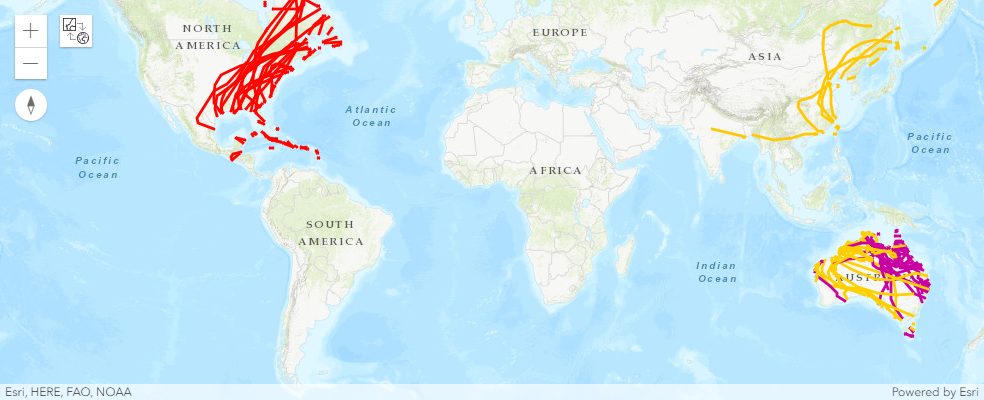 NORTH
AMERICA
EUROPE
ASIA
Atlantic
Ocean
Pacific
Ocean
Pacific
Ocean
AFRICA
SOUTH
AMERICA
Indian
Ocean
AUSTR
Esri, HERE, FAO, NOAA
Powered by Esri